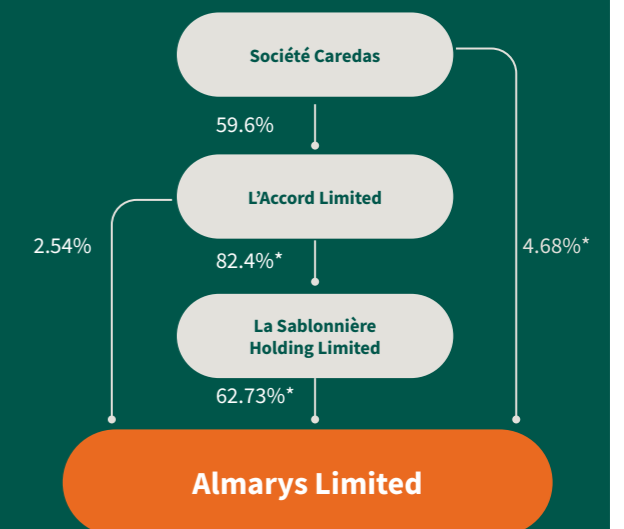 Société Caredas
59.6%
L’Accord Limited
2.54%
82.4%*
4.68%*
La Sablonnière
Holding Limited
62.73%*
Almarys Limited